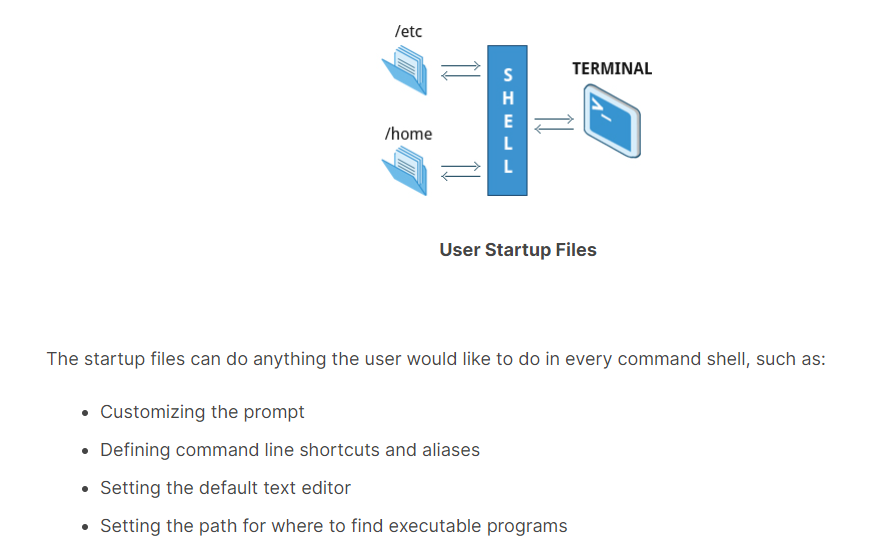 /etc
TERMINAL
SHELL
/home
User Startup Files
The startup files can do anything the user would like to do in every command shell, such as:
• Customizing the prompt
• Defining command line shortcuts and aliases
• Setting the default text editor
• Setting the path for where to find executable programs